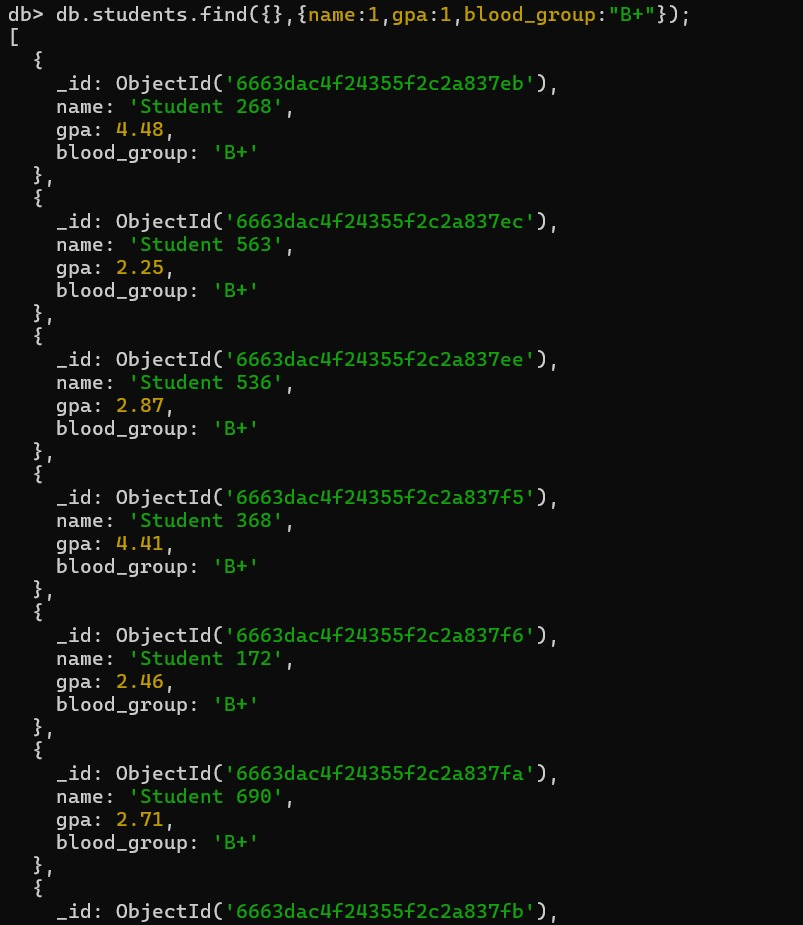 db> db.students.find({},{name:1,gpa:1,blood_group:"B+"});
[
  {
    _id: ObjectId('6663dac4f24355f2c2a837eb'),
    name: 'Student 268',
    gpa: 4.48,
    blood_group: 'B+'
  },
  {
    _id: ObjectId('6663dac4f24355f2c2a837ec'),
    name: 'Student 563',
    gpa: 2.25,
    blood_group: 'B+'
  },
  {
    _id: ObjectId('6663dac4f24355f2c2a837ee'),
    name: 'Student 536',
    gpa: 2.87,
    blood_group: 'B+'
  },
  {
    _id: ObjectId('6663dac4f24355f2c2a837f5'),
    name: 'Student 368',
    gpa: 4.41,
    blood_group: 'B+'
  },
  {
    _id: ObjectId('6663dac4f24355f2c2a837f6'),
    name: 'Student 172',
    gpa: 2.46,
    blood_group: 'B+'
  },
  {
    _id: ObjectId('6663dac4f24355f2c2a837fa'),
    name: 'Student 690',
    gpa: 2.71,
    blood_group: 'B+'
  },
  {
    _id: ObjectId('6663dac4f24355f2c2a837fb'),